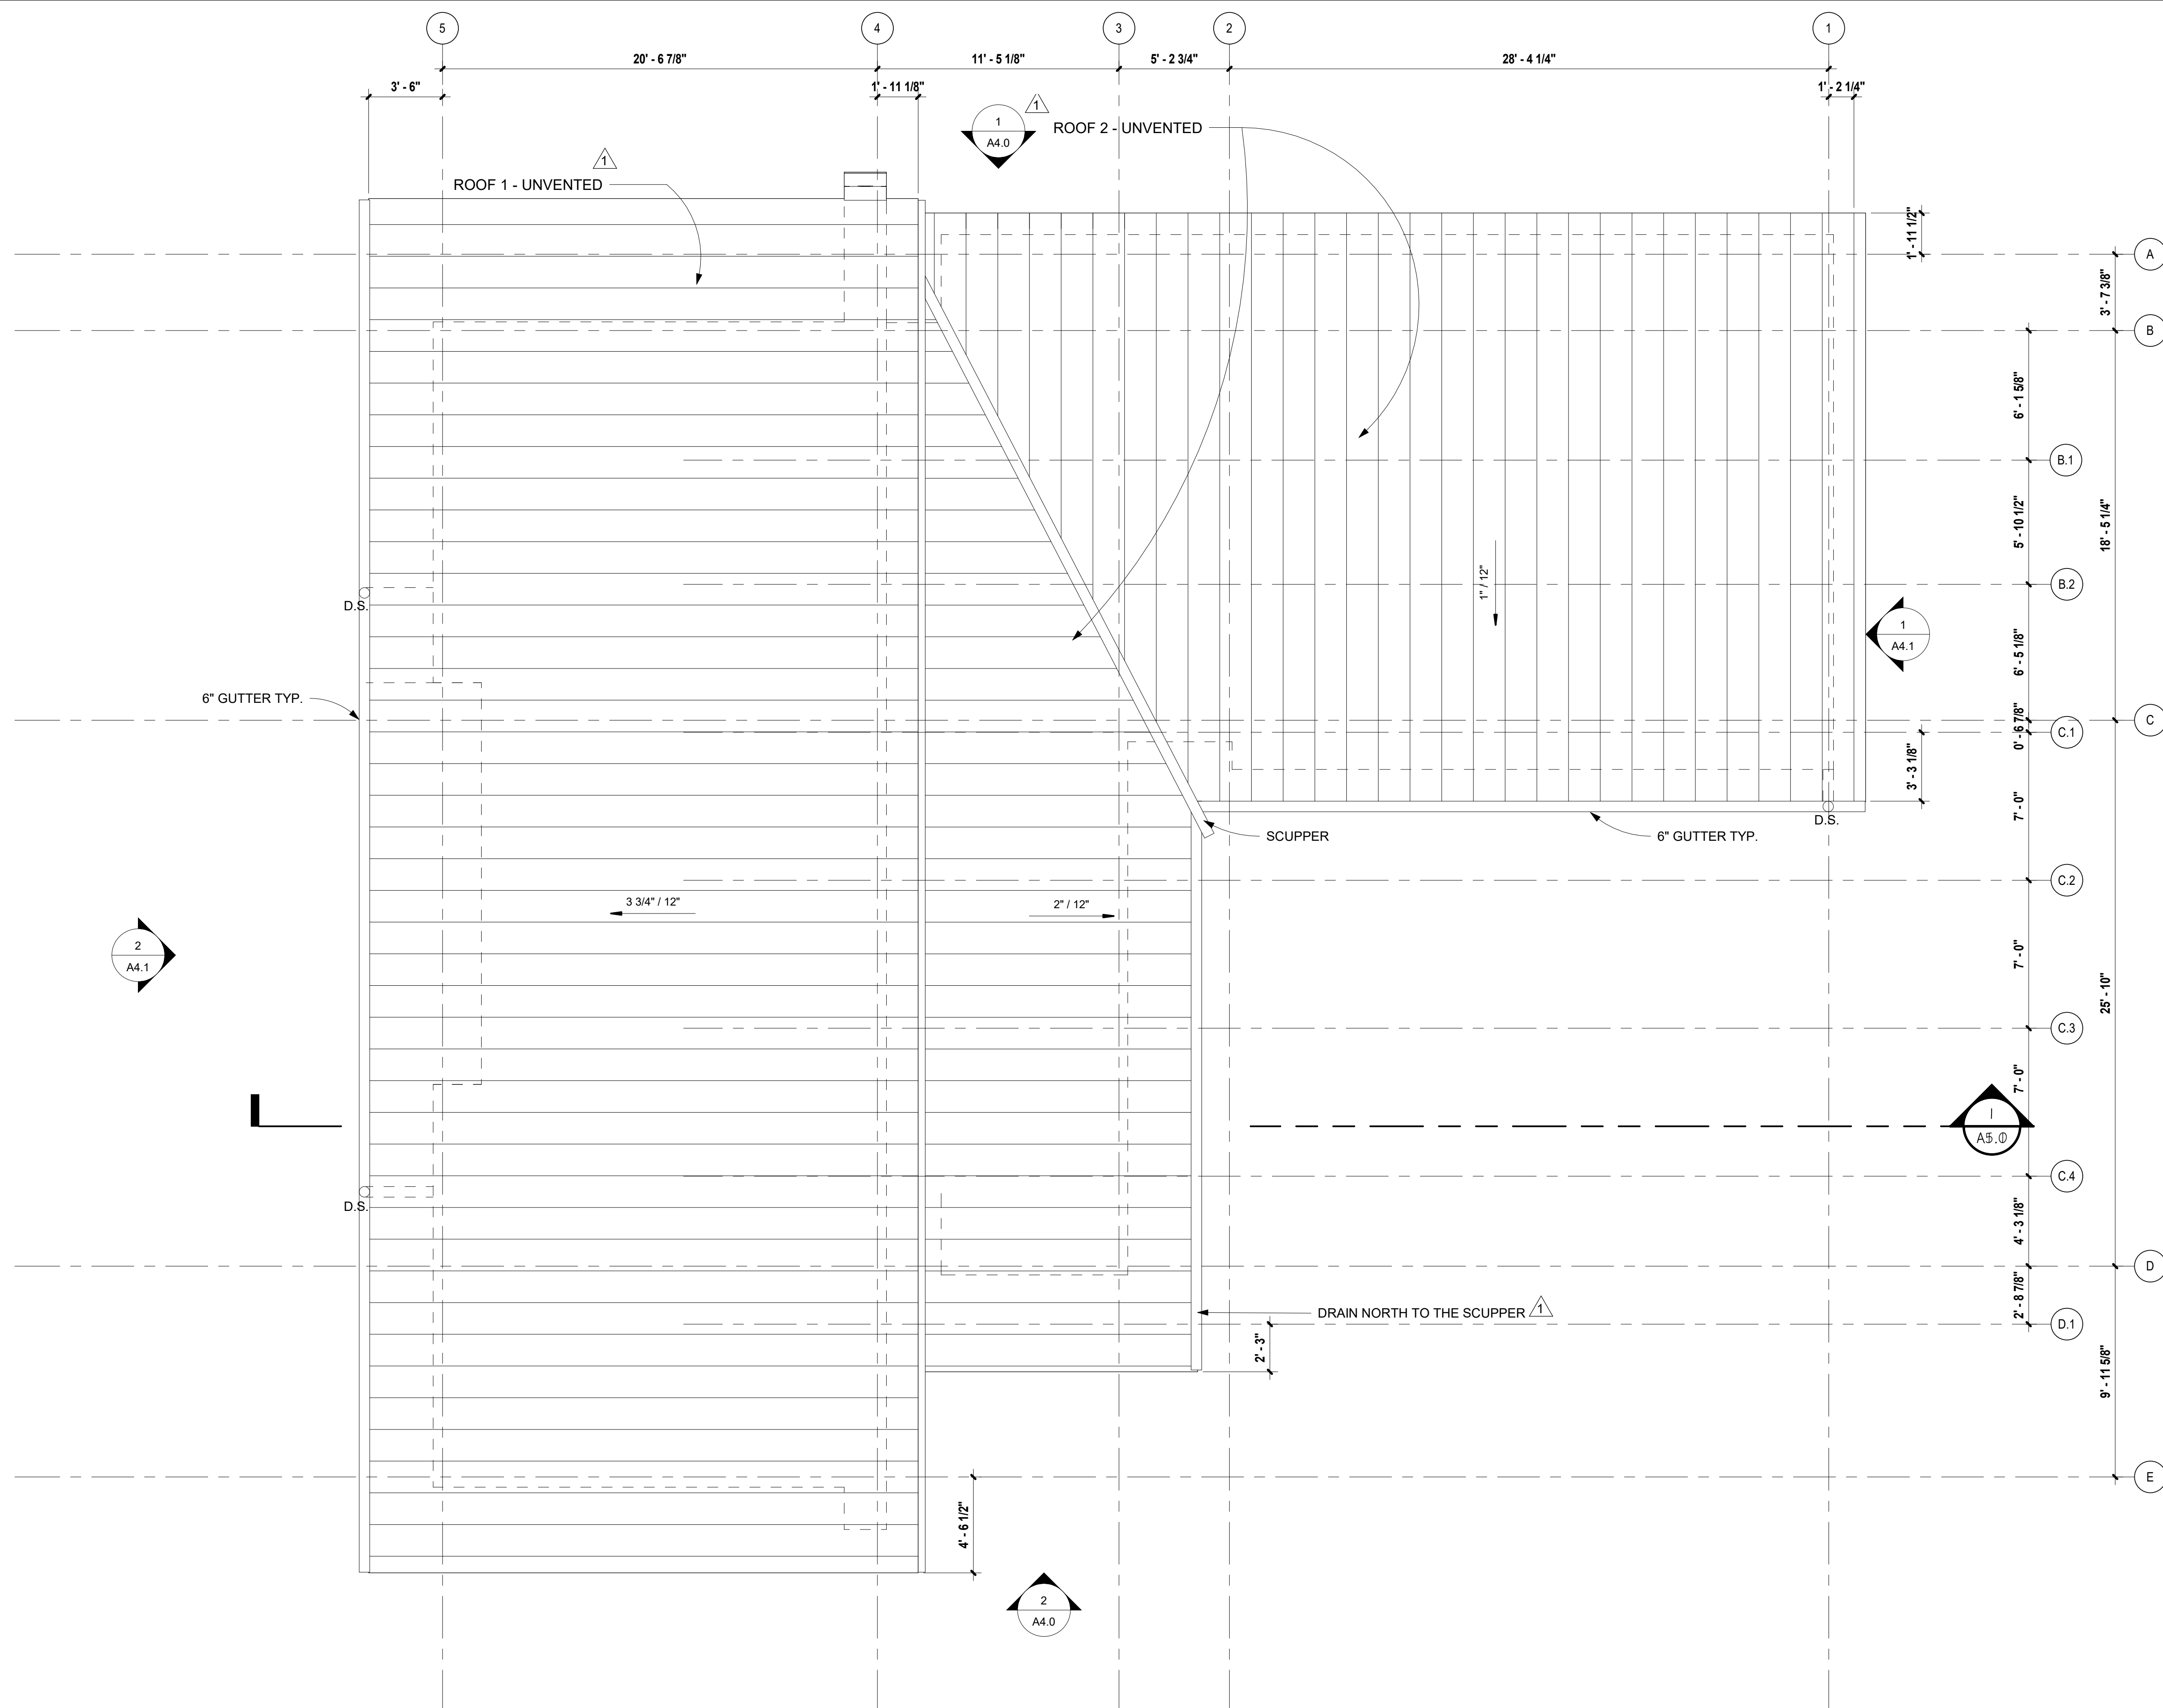 5
4
3
2
1
20' - 6 7/8"
11' - 5 1/8"
5' - 2 3/4"
28' - 4 1/4"
3' - 6"
1' - 11 1/8"
1' - 2 1/4"
1
A4.0
1
ROOF 2 - UNVENTED
1
ROOF 1 - UNVENTED
1' - 11 1/2"
A
3' - 7 3/8"
B
6' - 1 5/8"
B.1
5' - 10 1/2"
18' - 5 1/4"
1" / 12"
B.2
D.S.
1
A4.1
6' - 5 1/8"
6" GUTTER TYP.
C
0' - 6 7/8"
C.1
3' - 3 1/8"
7' - 0"
D.S.
SCUPPER
6" GUTTER TYP.
C.2
3 3/4" / 12"
2" / 12"
2
A4.1
7' - 0"
25' - 10"
C.3
7' - 0"
1
C.4
D.S.
4' - 3 1/8"
D
2' - 8 7/8"
DRAIN NORTH TO THE SCUPPER
1
D.1
2' - 3"
9' - 11 5/8"
E
4' - 6 1/2"
2
A4.0